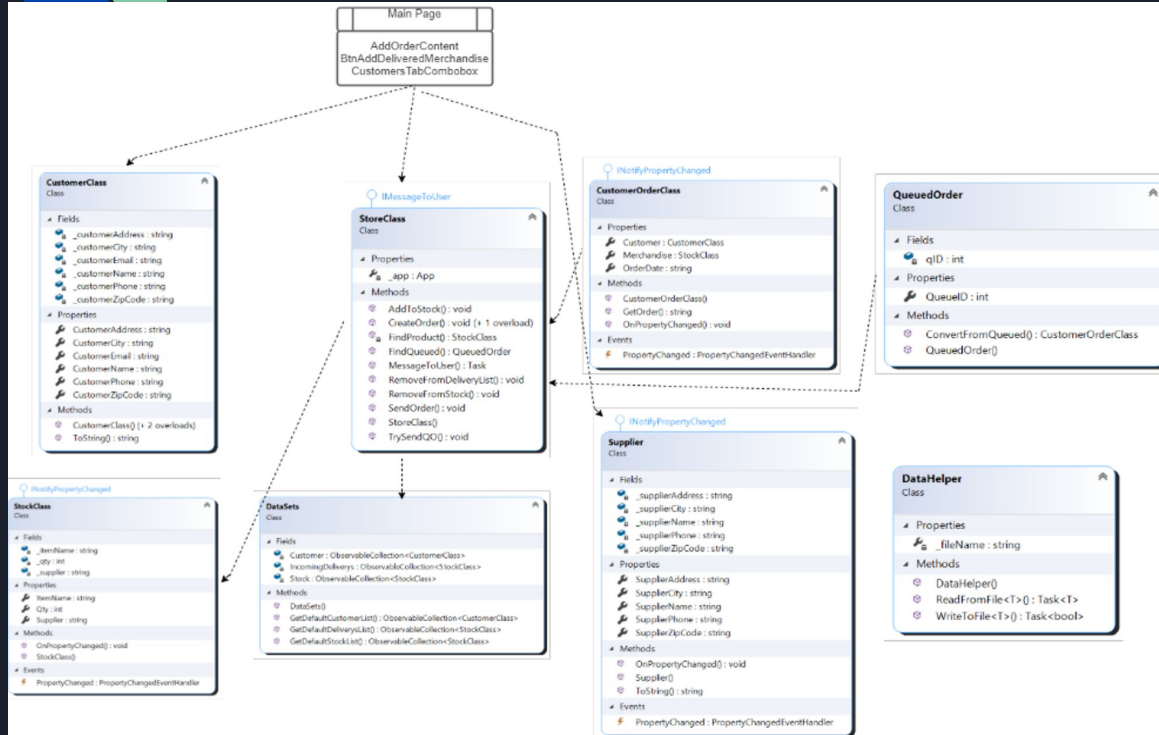 Main Page
AddOrderContent
BtnAddDeliveredMerchandise
CustomersTabCombobox
CustomerClass
Class
Fields
_customerAddress : string
_customerCity : string
_customerEmail : string
_customerName : string
_customerPhone : string
_customerZipCode : string
Properties
CustomerAddress : string
CustomerCity : string
CustomerEmail : string
CustomerName : string
CustomerPhone : string
CustomerZipCode : string
Methods
CustomerClass() (+ 2 overloads)
ToString() : string
IMessageToUser
StoreClass
Class
Properties
_app : App
Methods
AddToStock() : void
CreateOrder() : void (+ 1 overload)
FindProduct() : StockClass
FindQueued() : QueuedOrder
MessageToUser() : Task
RemoveFromDeliveryList() : void
RemoveFromStock() : void
SendOrder() : void
StoreClass()
TrySendQO() : void
INotifyPropertyChanged
CustomerOrderClass
Class
Properties
Customer : CustomerClass
Merchandise : StockClass
OrderDate : string
Methods
CustomerOrderClass()
GetOrder() : string
OnPropertyChanged() : void
Events
PropertyChanged : PropertyChangedEventHandler
QueuedOrder
Class
Fields
qID : int
Properties
QueueID : int
Methods
ConvertFromQueued() : CustomerOrderClass
QueuedOrder()
INotifyPropertyChanged
StockClass
Class
Fields
_itemName : string
_qty : int
_supplier : string
Properties
ItemName : string
Qty : int
Supplier : string
Methods
OnPropertyChanged() : void
StockClass()
Events
PropertyChanged : PropertyChangedEventHandler
DataSets
Class
Fields
Customer : ObservableCollection<CustomerClass>
IncomingDeliverys : ObservableCollection<StockClass>
Stock : ObservableCollection<StockClass>
Methods
DataSets()
GetDefaultCustomerList() : ObservableCollection<CustomerClass>
GetDefaultDeliverysList() : ObservableCollection<StockClass>
GetDefaultStockList() : ObservableCollection<StockClass>
INotifyPropertyChanged
Supplier
Class
Fields
_supplierAddress : string
_supplierCity : string
_supplierName : string
_supplierPhone : string
_supplierZipCode : string
Properties
SupplierAddress : string
SupplierCity : string
SupplierName : string
SupplierPhone : string
SupplierZipCode : string
Methods
OnPropertyChanged() : void
Supplier()
ToString() : string
Events
PropertyChanged : PropertyChangedEventHandler
DataHelper
Class
Properties
_fileName : string
Methods
DataHelper()
ReadFromFile<T>() : Task<T>
WriteToFile<T>() : Task<bool>